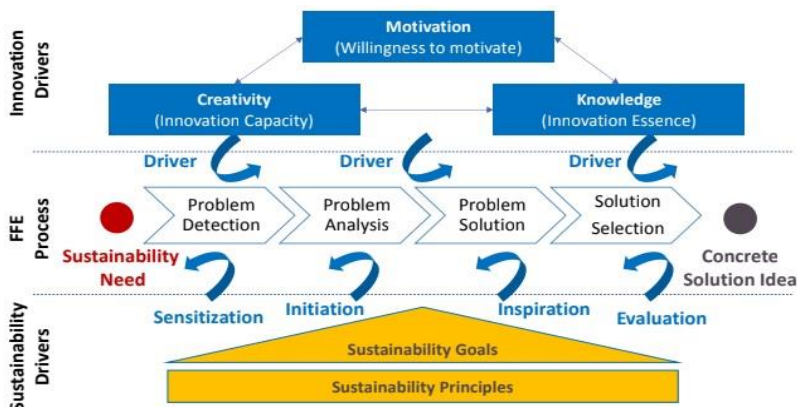 Innovation
Drivers
Motivation
(Willingness to motivate)
Creativity
(Innovation Capacity)
Knowledge
(Innovation Essence)
Driver
Driver
Driver
FFE
Process
Problem
Detection
Problem
Analysis
Problem
Solution
Solution
Selection
Sustainability
Need
Concrete
Solution Idea
Sustainability
Drivers
Sensitization
Initiation
Inspiration
Evaluation
Sustainability Goals
Sustainability Principles